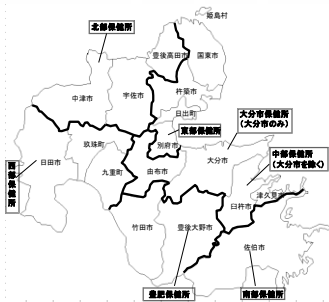 姫島村
北部保健所
豊後高田市
国東市
中津市
宇佐市
杵築市
日出町
東部保健所
大分市保健所
(大分市のみ)
玖珠町
別府市
中部保健所
(大分市を除く)
西部保健所
日田市
九重町
由布市
大分市
津久見市
臼杵市
竹田市
豊後大野市
佐伯市
豊肥保健所
南部保健所